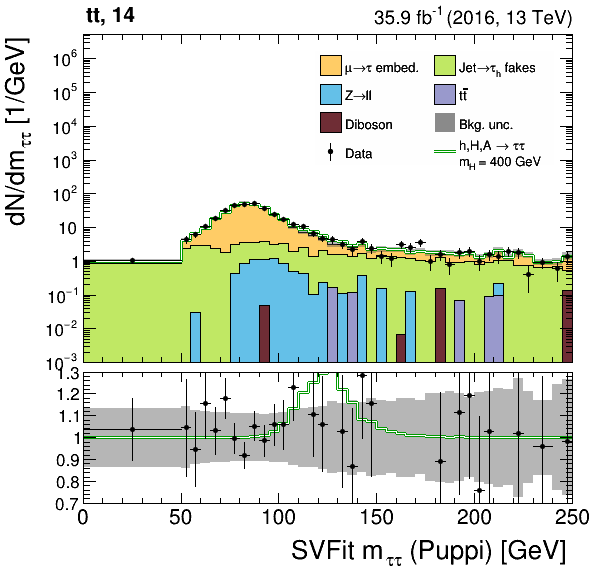 tt, 14
35.9 fb⁻¹ (2016, 13 TeV)
dN/dmττ [1/GeV]
10⁶
10⁵
10⁴
10³
10²
10
1
10⁻¹
10⁻²
10⁻³
μ→τ embed.
Jet→τₕ fakes
Z→ll
tt̄
Diboson
Bkg. unc.
Data
h,H,A → ττ
m_H = 400 GeV
1.3
1.2
1.1
1
0.9
0.8
0.7
0 50 100 150 200 250
SVFit mττ (Puppi) [GeV]